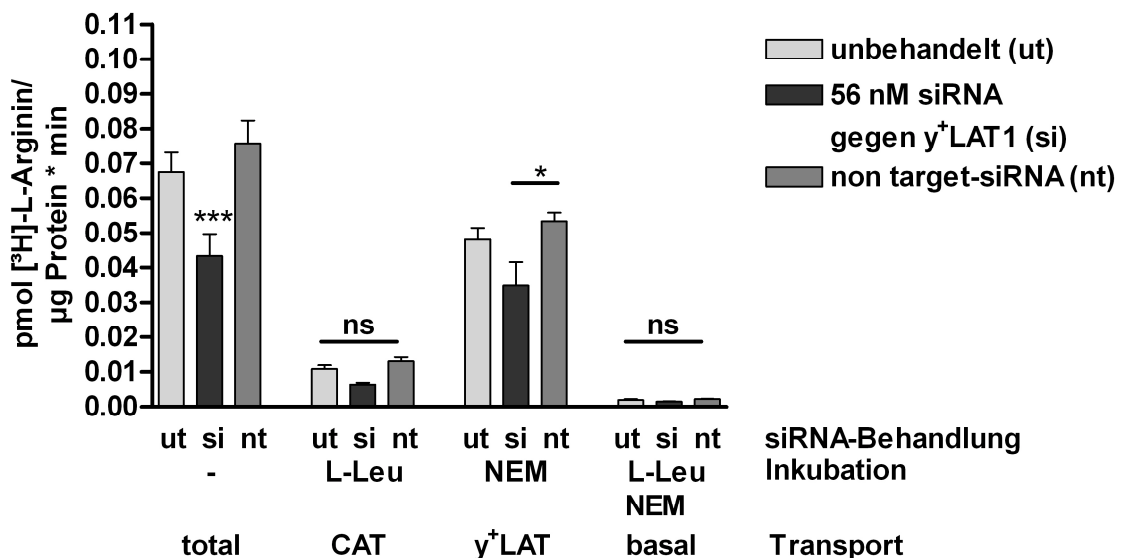 pmol [³H]-L-Arginin/
µg Protein * min
0.11
0.10
0.09
0.08
0.07
0.06
0.05
0.04
0.03
0.02
0.01
0.00
***
ns
*
ns
unbehandelt (ut)
56 nM siRNA
gegen y⁺LAT1 (si)
non target-siRNA (nt)
ut si nt ut si nt ut si nt ut si nt siRNA-Behandlung
- L-Leu NEM L-Leu Inkubation
NEM
total CAT y⁺LAT basal Transport